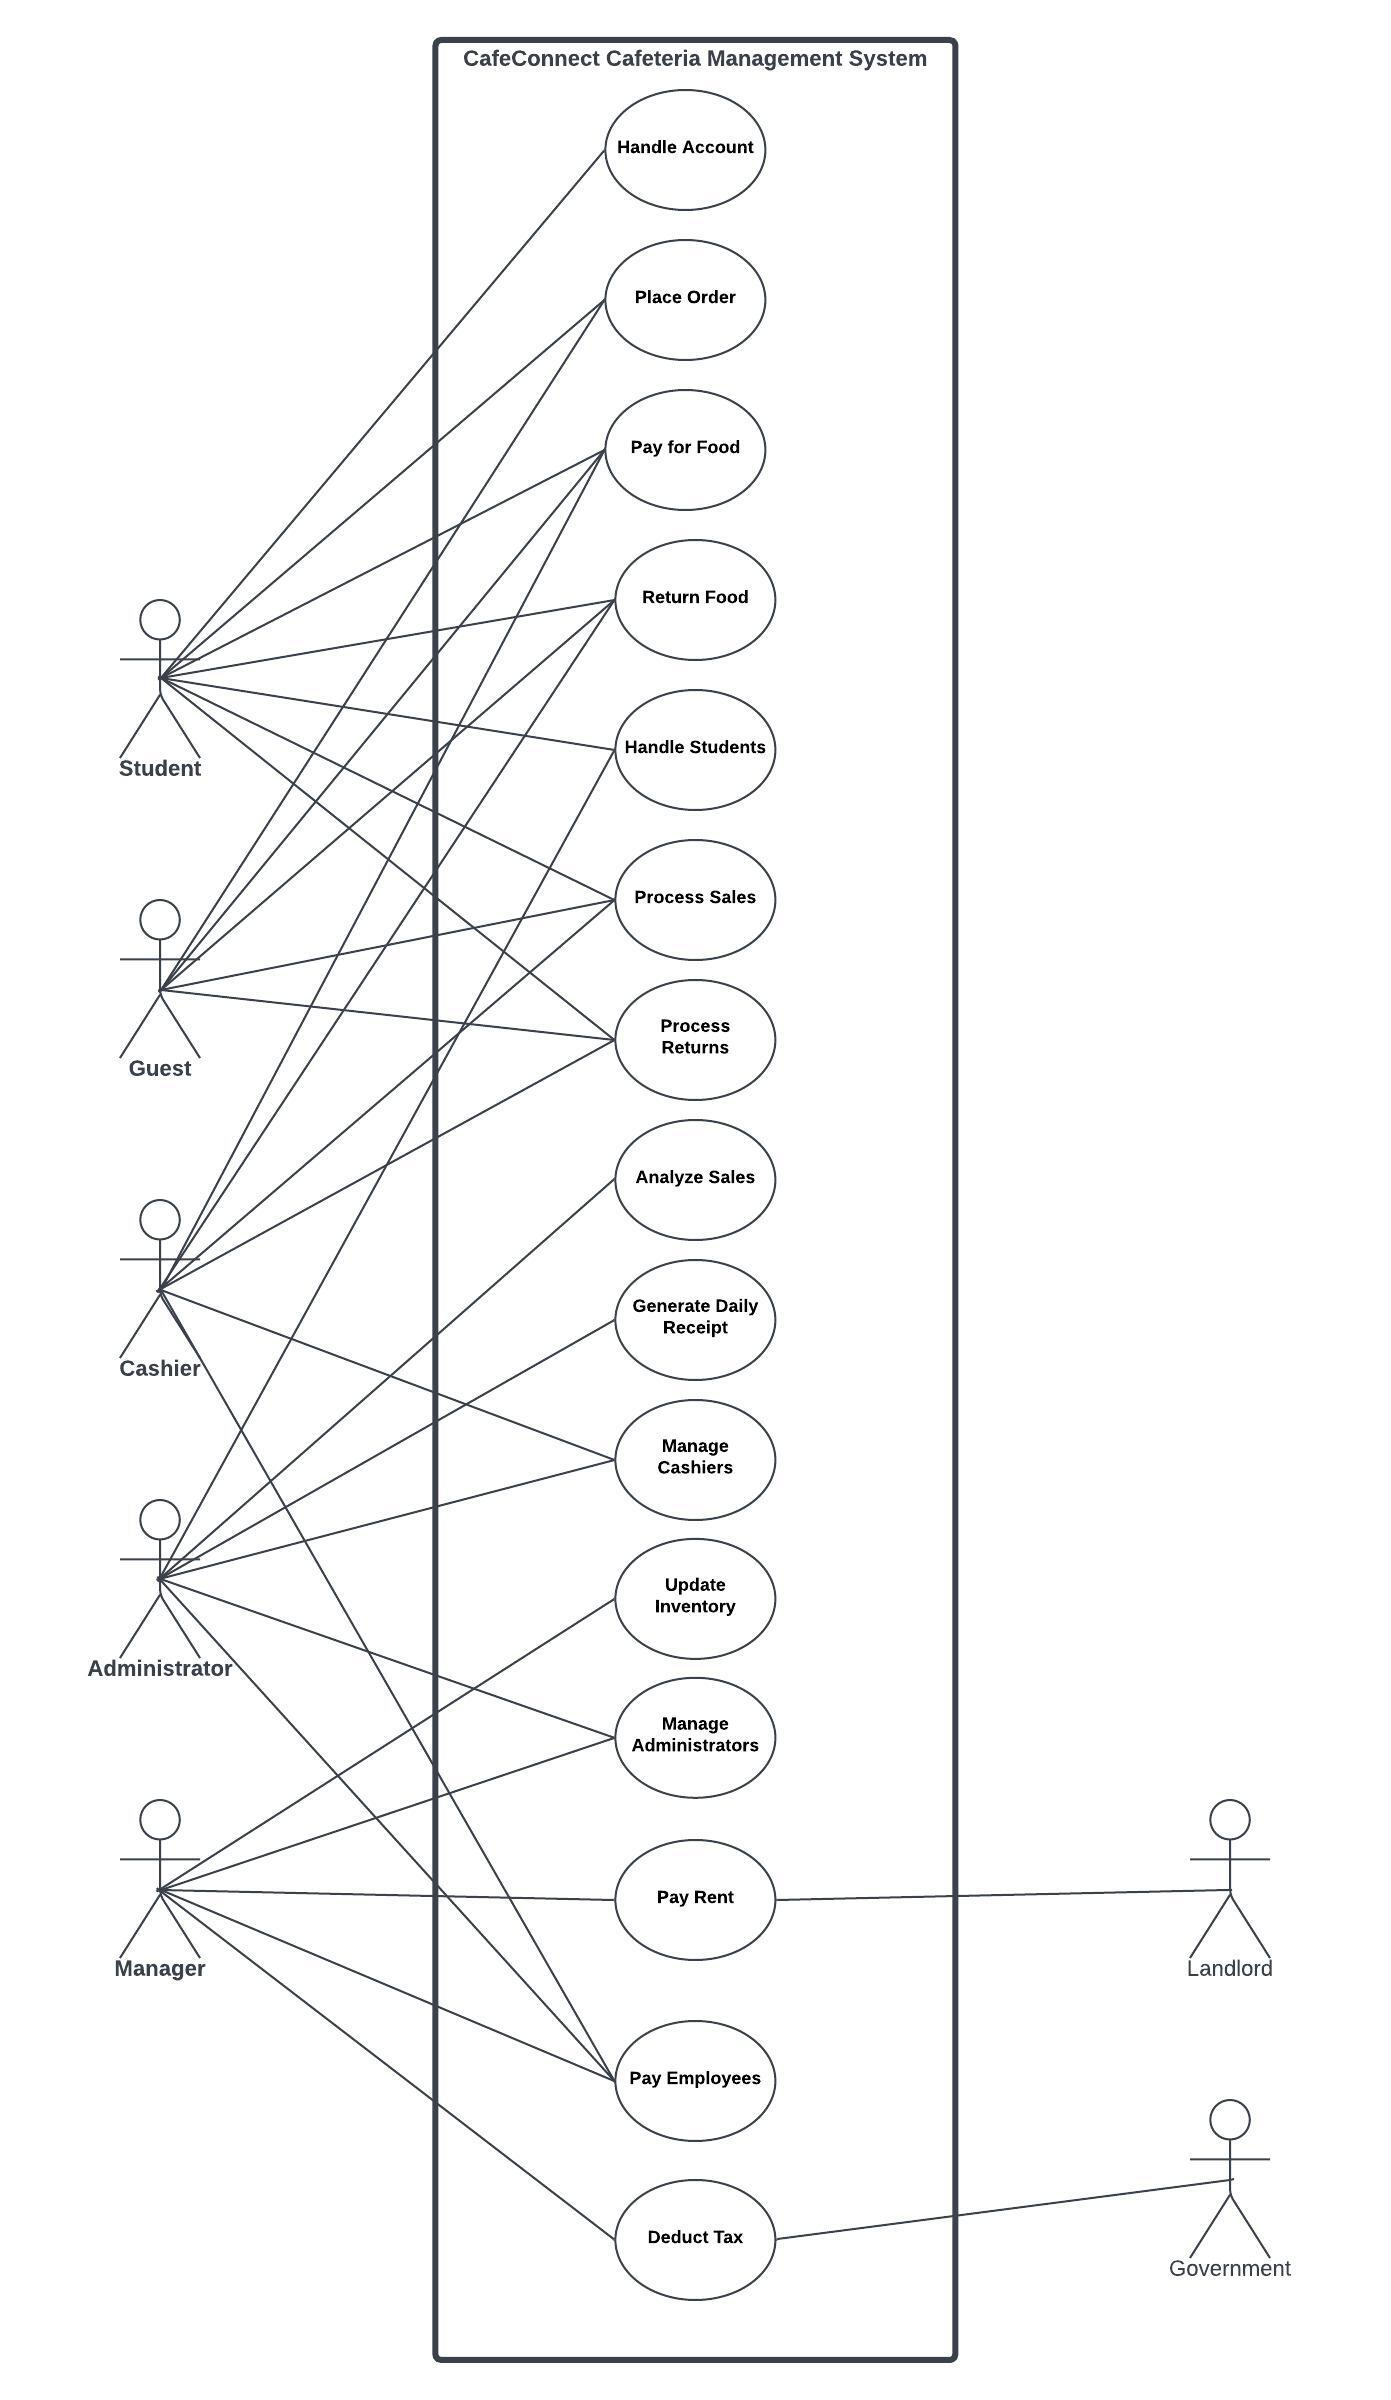 CafeConnect Cafeteria Management System
Handle Account
Place Order
Pay for Food
Return Food
Handle Students
Student
Process Sales
Process
Returns
Guest
Analyze Sales
Generate Daily
Receipt
Cashier
Manage
Cashiers
Update
Inventory
Administrator
Manage
Administrators
Pay Rent
Manager
Landlord
Pay Employees
Deduct Tax
Government